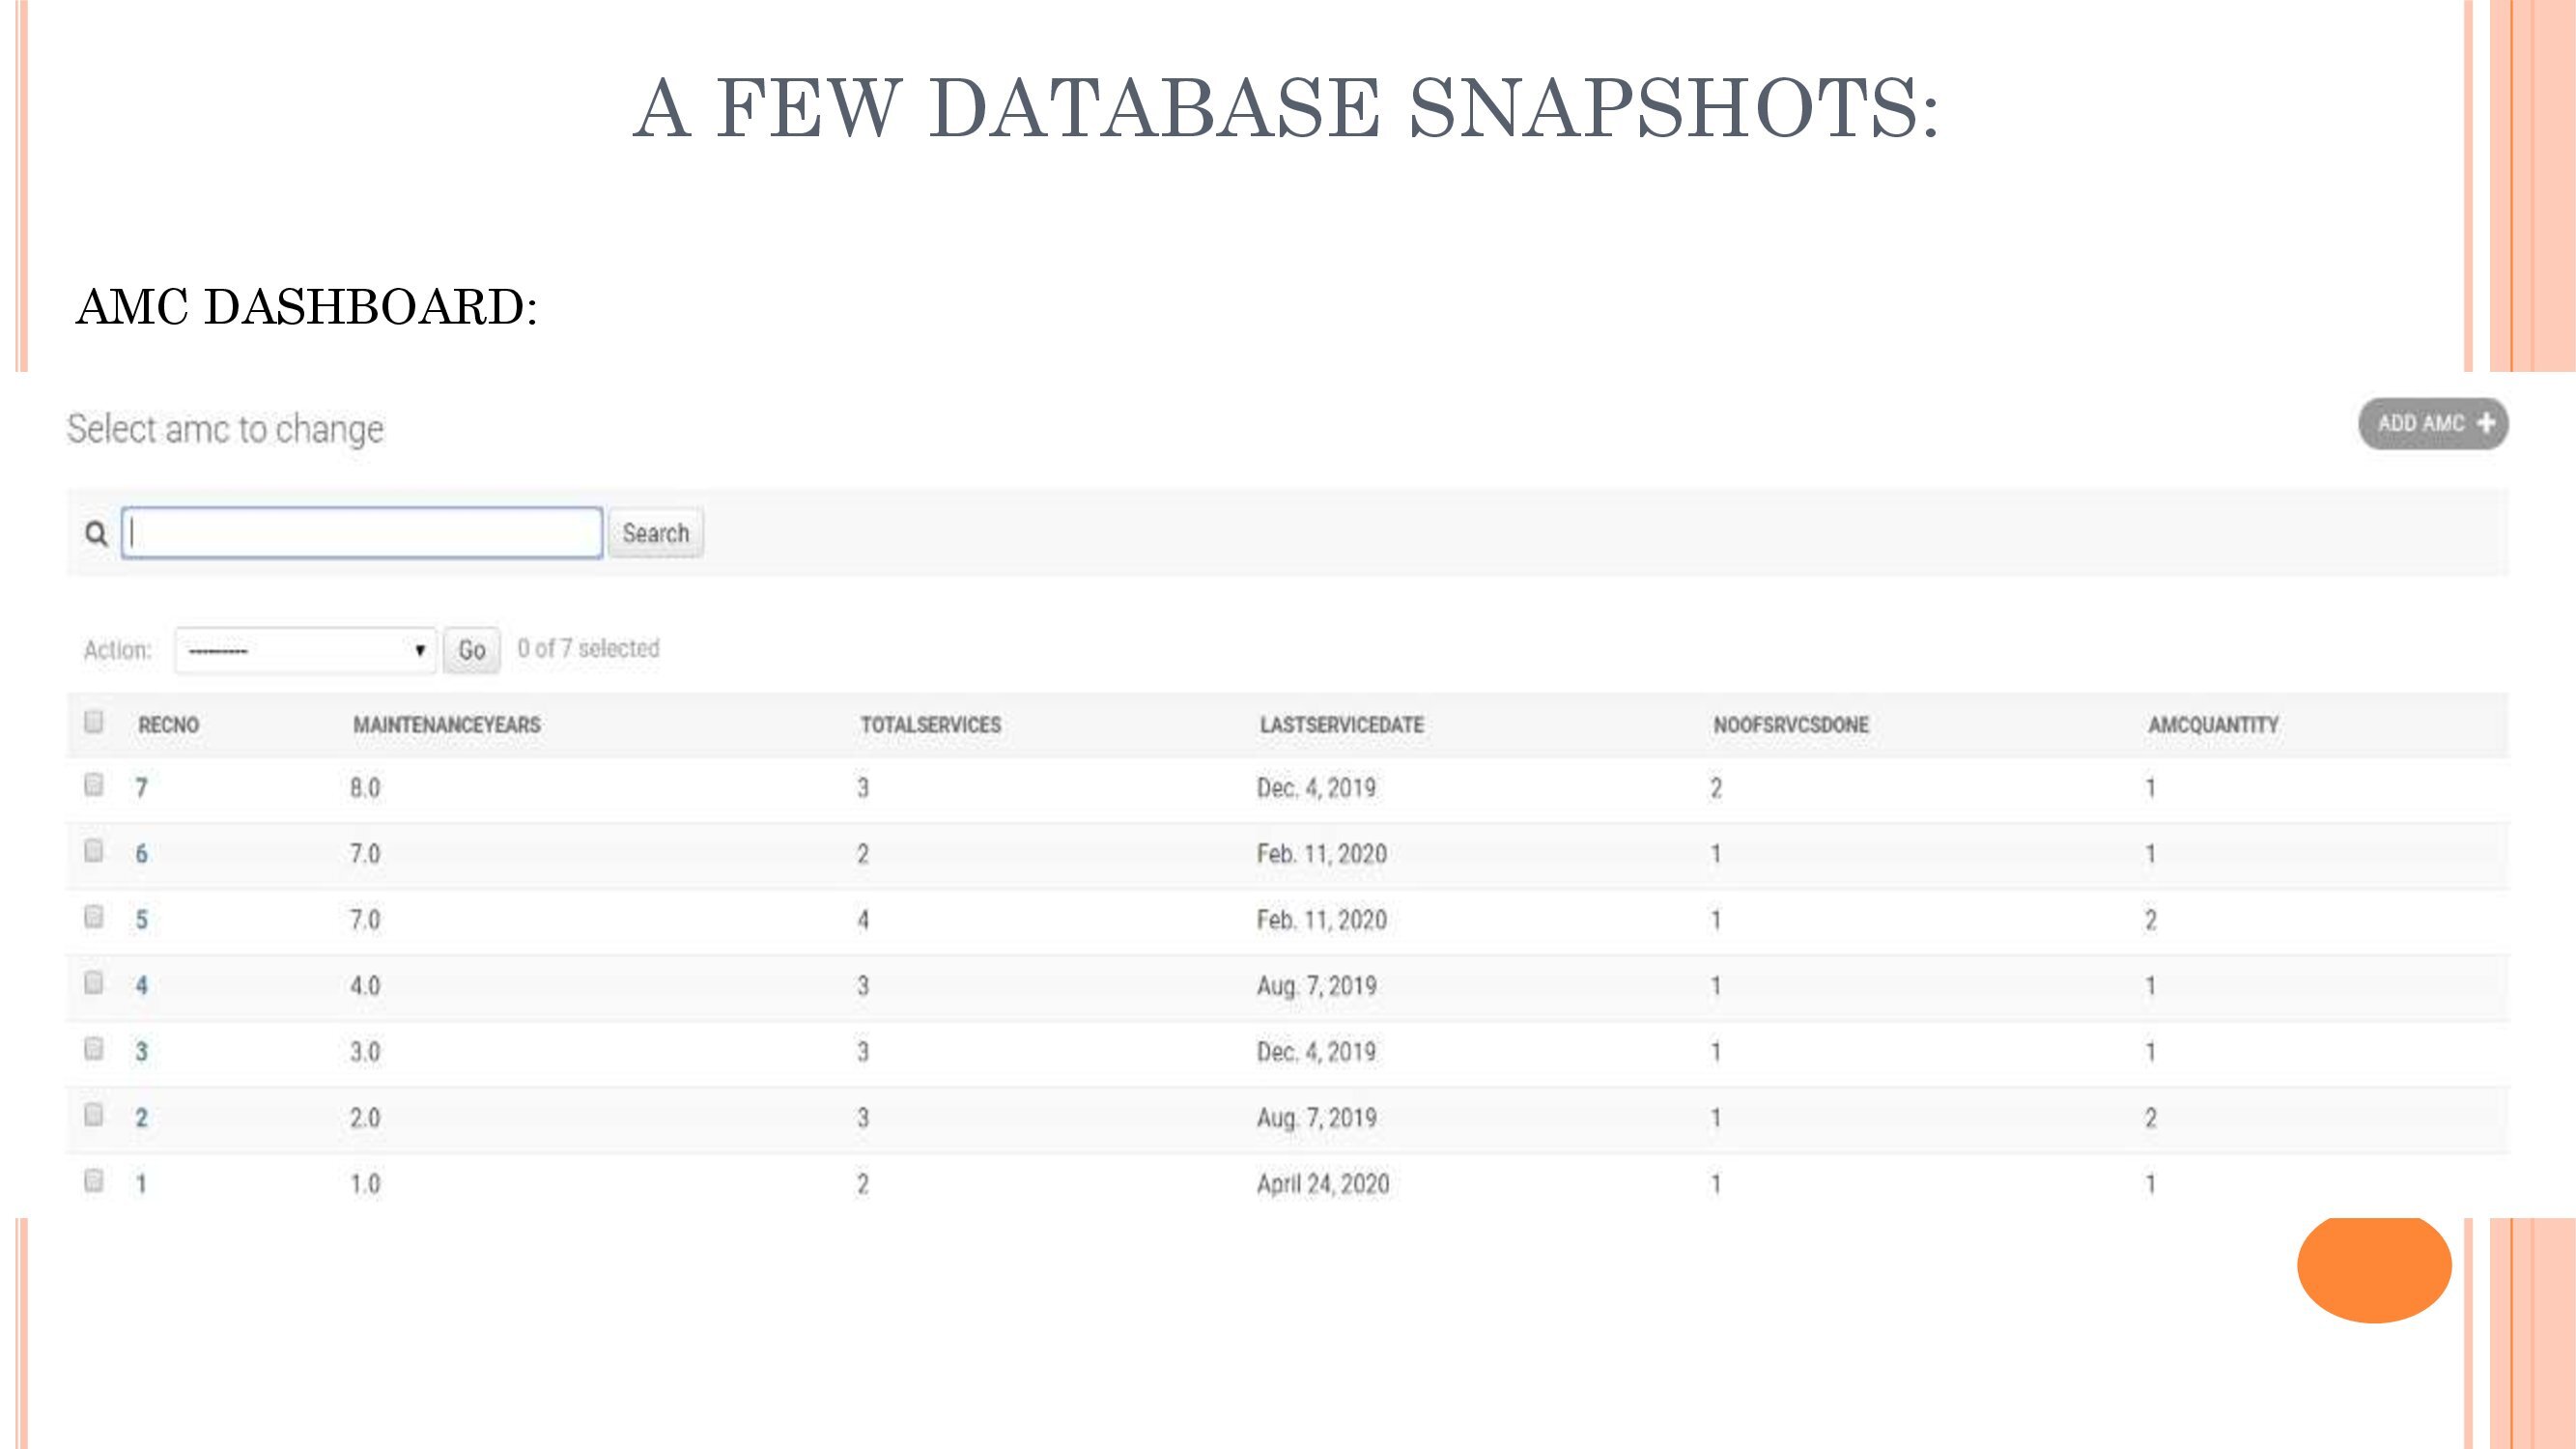 A FEW DATABASE SNAPSHOTS:
AMC DASHBOARD:
Select amc to change
ADD AMC +
Search
Action: --------- Go 0 of 7 selected
RECNO MAINTENANCEYEARS TOTALSERVICES LASTSERVICEDATE NOOFSRVCSDONE AMCQUANTITY
7 8.0 3 Dec. 4, 2019 2 1
6 7.0 2 Feb. 11, 2020 1 1
5 7.0 4 Feb. 11, 2020 1 2
4 4.0 3 Aug. 7, 2019 1 1
3 3.0 3 Dec. 4, 2019 1 1
2 2.0 3 Aug. 7, 2019 1 2
1 1.0 2 April 24, 2020 1 1